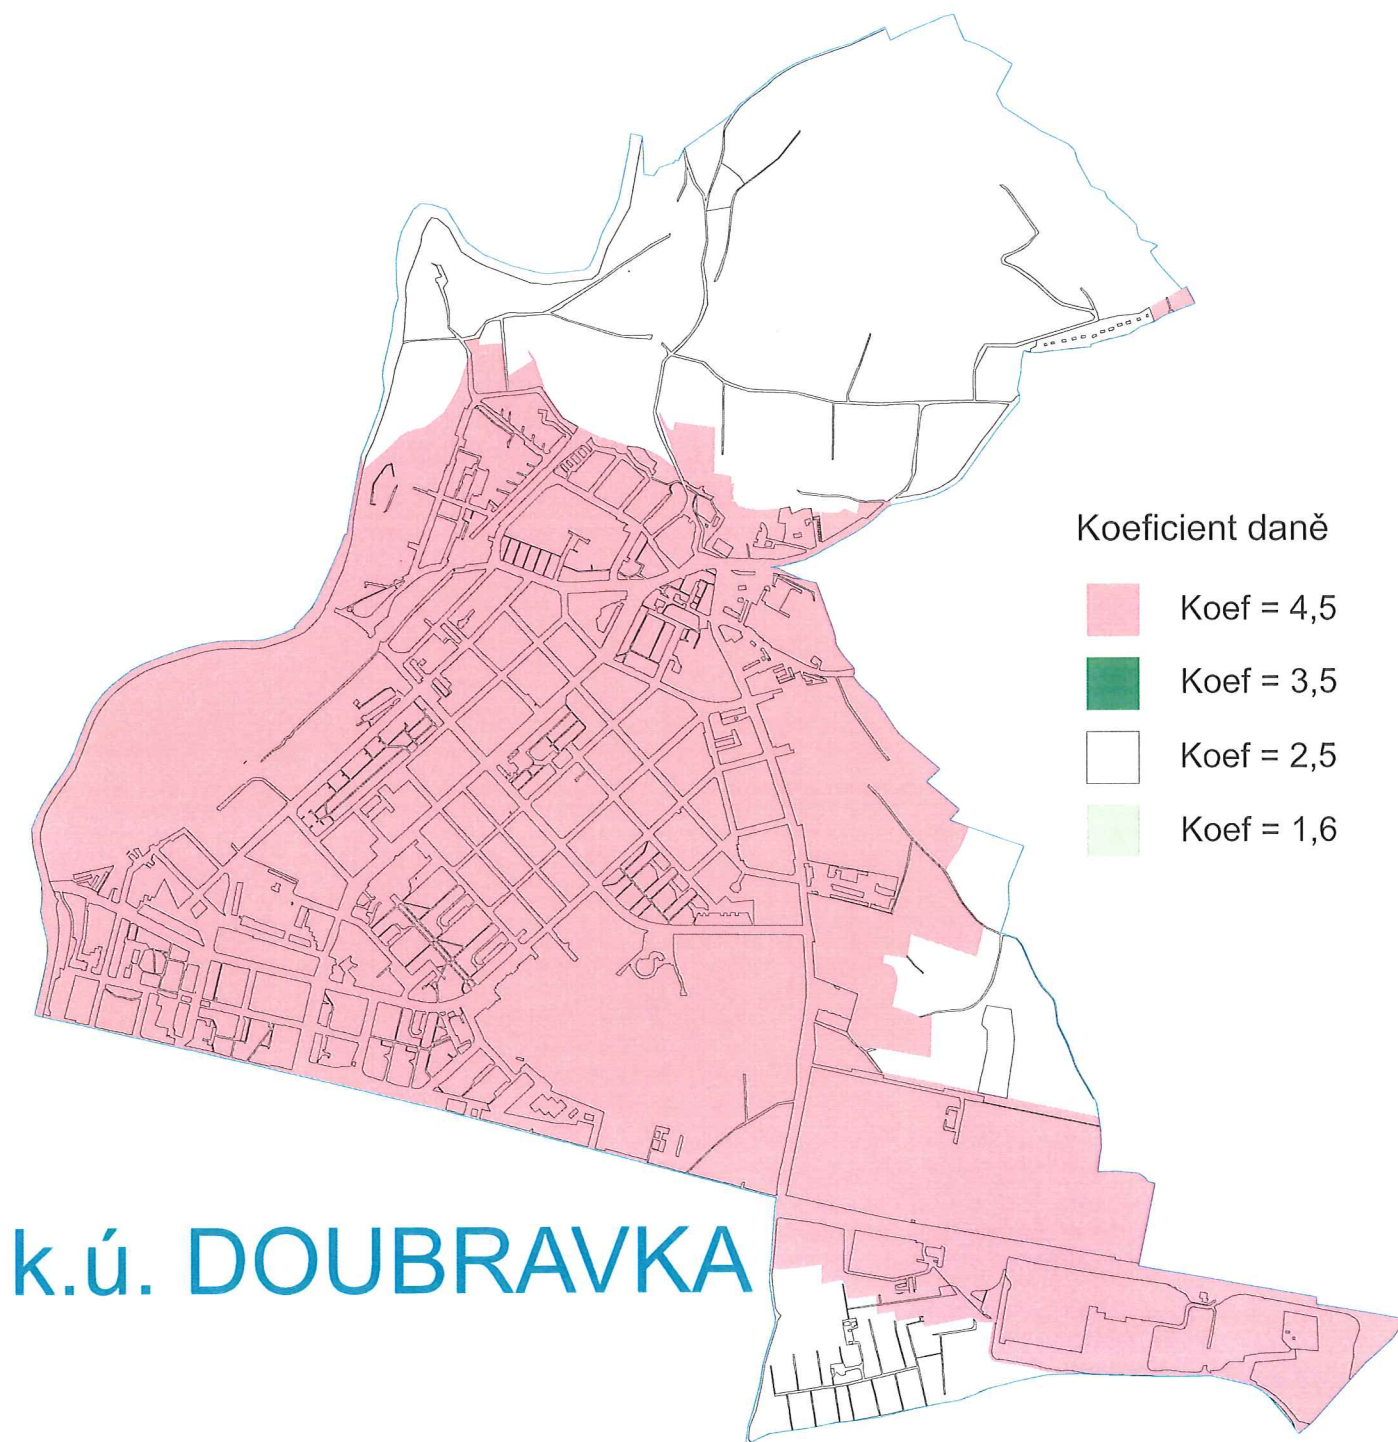 Koeficient daně
Koef = 4,5
Koef = 3,5
Koef = 2,5
Koef = 1,6
k.ú. DOUBRAVKA